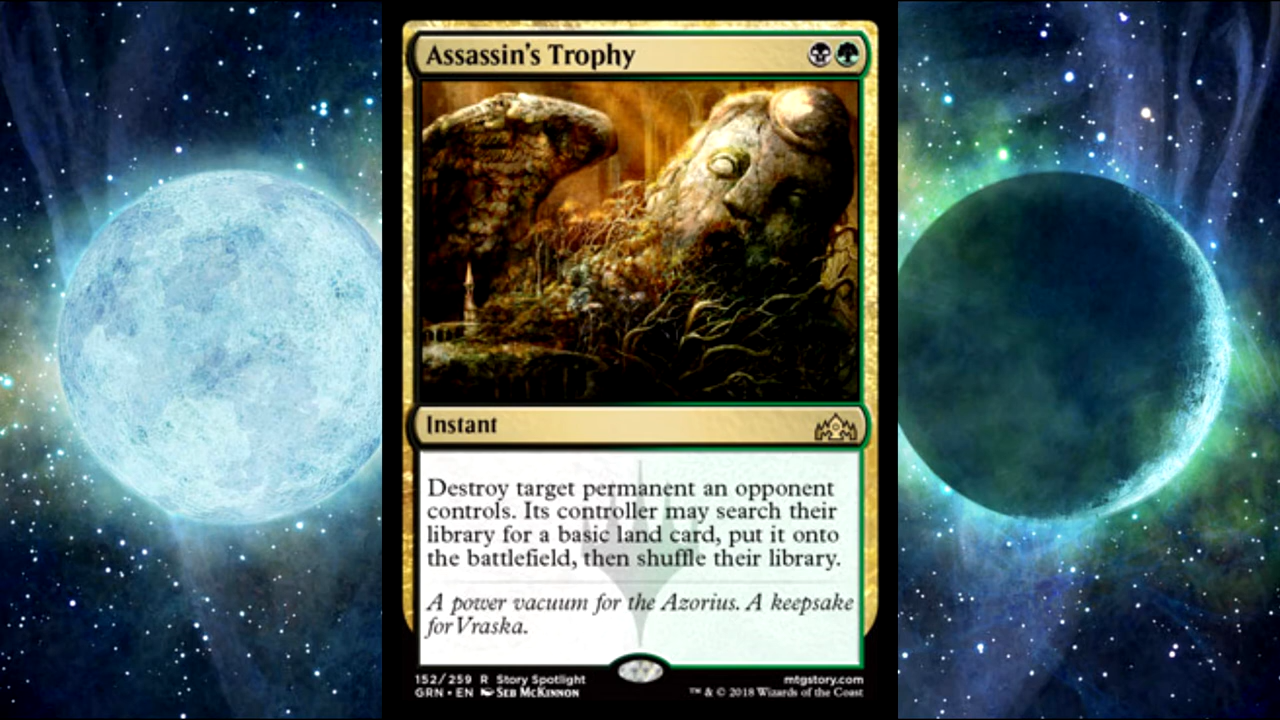 Assassin's Trophy
Instant
Destroy target permanent an opponent
controls. Its controller may search their
library for a basic land card, put it onto
the battlefield, then shuffle their library.
A power vacuum for the Azorius. A keepsake
for Vraska.
152/259 R Story Spotlight
mtgstory.com
GRN • EN Seb McKinnon
™ & © 2018 Wizards of the Coast